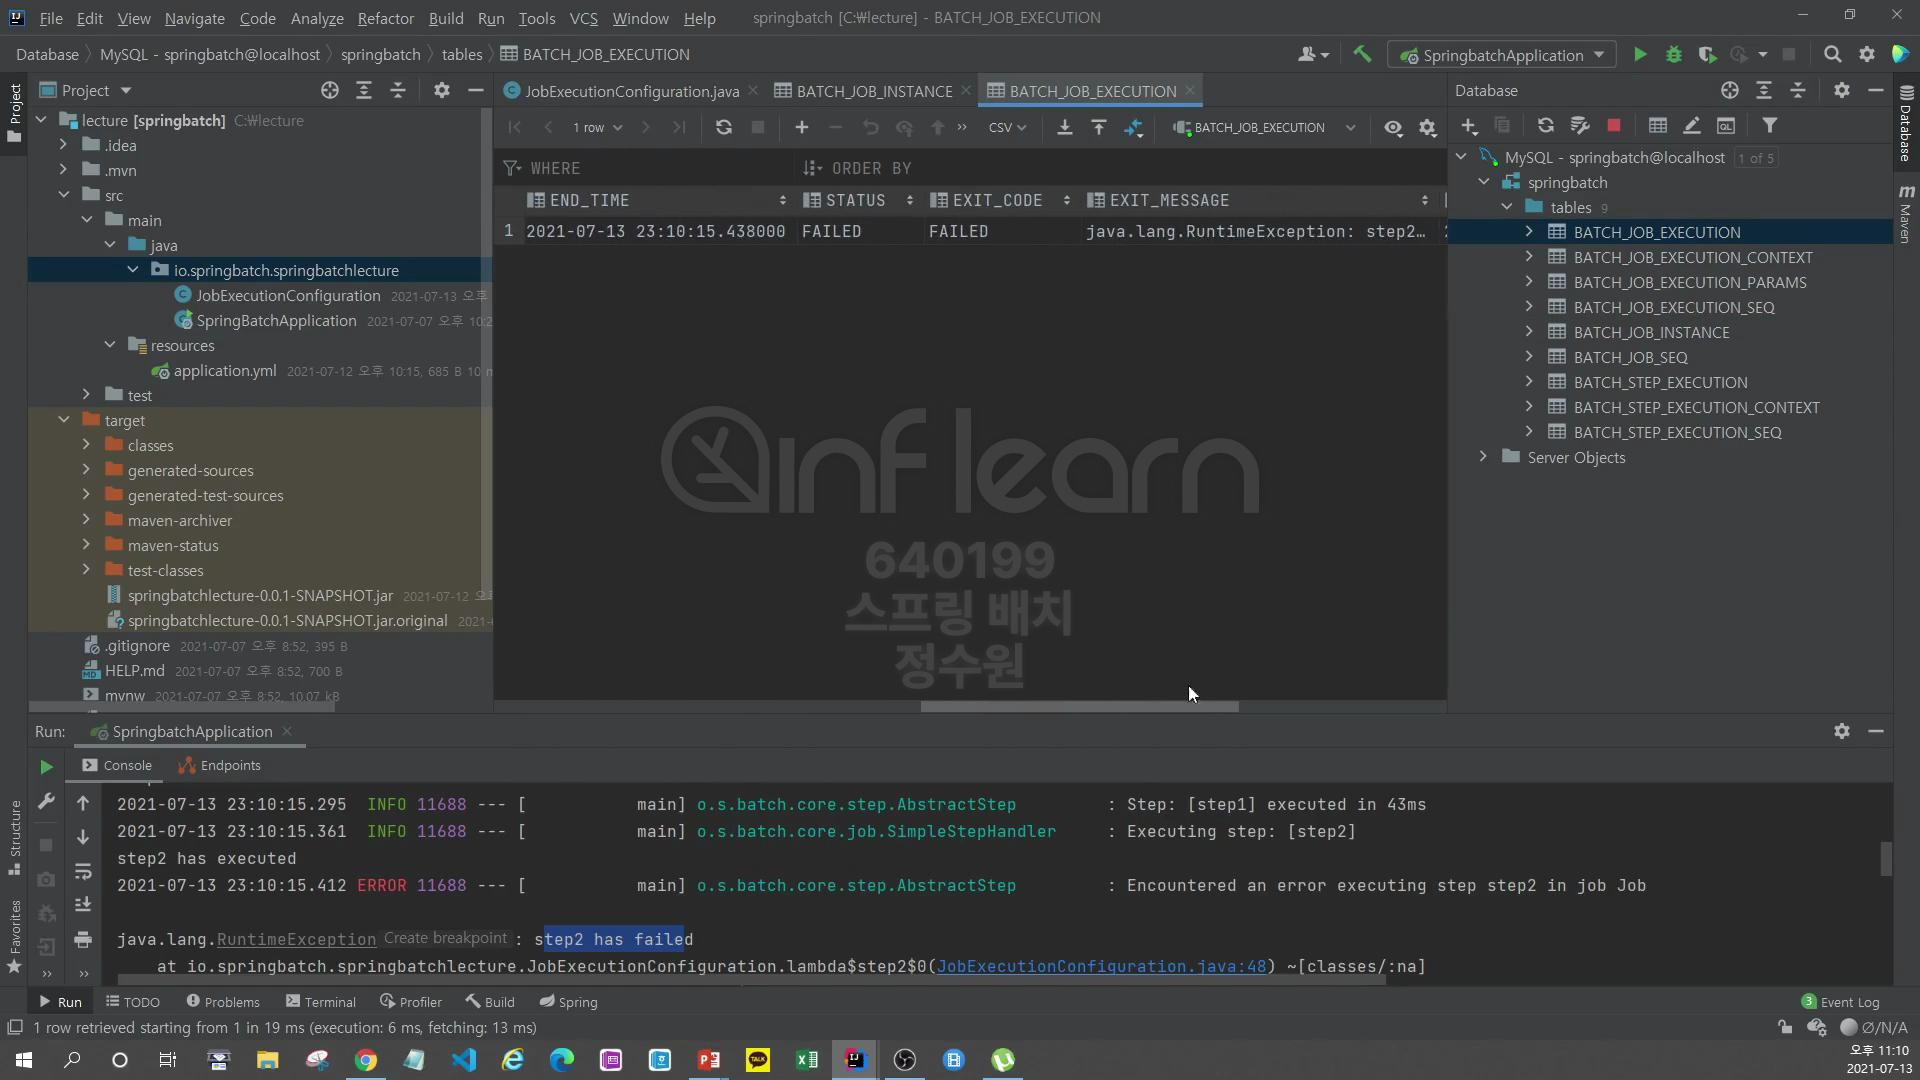 File Edit View Navigate Code Analyze Refactor Build Run Tools VCS Window Help springbatch [C:￦lecture] - BATCH_JOB_EXECUTION
Database MySQL - springbatch@localhost springbatch tables BATCH_JOB_EXECUTION
SpringbatchApplication
Project
JobExecutionConfiguration.java
BATCH_JOB_INSTANCE
BATCH_JOB_EXECUTION
Database
Project
lecture [springbatch] C:￦lecture
.idea
.mvn
src
main
java
io.springbatch.springbatchlecture
JobExecutionConfiguration 2021-07-13 오후
SpringBatchApplication 2021-07-07 오후 10:2
resources
application.yml 2021-07-12 오후 10:15, 685 B 10 m
test
target
classes
generated-sources
generated-test-sources
maven-archiver
maven-status
test-classes
springbatchlecture-0.0.1-SNAPSHOT.jar 2021-07-12 오
springbatchlecture-0.0.1-SNAPSHOT.jar.original 2021-
.gitignore 2021-07-07 오후 8:52, 395 B
HELP.md 2021-07-07 오후 8:52, 700 B
mvnw 2021-07-07 오후 8:52, 10.07 kB
1 row CSV BATCH_JOB_EXECUTION
WHERE ORDER BY
END_TIME STATUS EXIT_CODE EXIT_MESSAGE
1 2021-07-13 23:10:15.438000 FAILED FAILED java.lang.RuntimeException: step2…
inflearn
640199
스프링 배치
정수원
MySQL - springbatch@localhost 1 of 5
springbatch
tables 9
BATCH_JOB_EXECUTION
BATCH_JOB_EXECUTION_CONTEXT
BATCH_JOB_EXECUTION_PARAMS
BATCH_JOB_EXECUTION_SEQ
BATCH_JOB_INSTANCE
BATCH_JOB_SEQ
BATCH_STEP_EXECUTION
BATCH_STEP_EXECUTION_CONTEXT
BATCH_STEP_EXECUTION_SEQ
Server Objects
Database
Maven
Run: SpringbatchApplication
Console Endpoints
2021-07-13 23:10:15.295 INFO 11688 --- [ main] o.s.batch.core.step.AbstractStep : Step: [step1] executed in 43ms
2021-07-13 23:10:15.361 INFO 11688 --- [ main] o.s.batch.core.job.SimpleStepHandler : Executing step: [step2]
step2 has executed
2021-07-13 23:10:15.412 ERROR 11688 --- [ main] o.s.batch.core.step.AbstractStep : Encountered an error executing step step2 in job Job
java.lang.RuntimeException Create breakpoint : step2 has failed
at io.springbatch.springbatchlecture.JobExecutionConfiguration.lambda$step2$0(JobExecutionConfiguration.java:48) ~[classes/:na]
Structure
Favorites
Run TODO Problems Terminal Profiler Build Spring 3 Event Log
1 row retrieved starting from 1 in 19 ms (execution: 6 ms, fetching: 13 ms) ∅/N/A
TALK
오후 11:10
2021-07-13